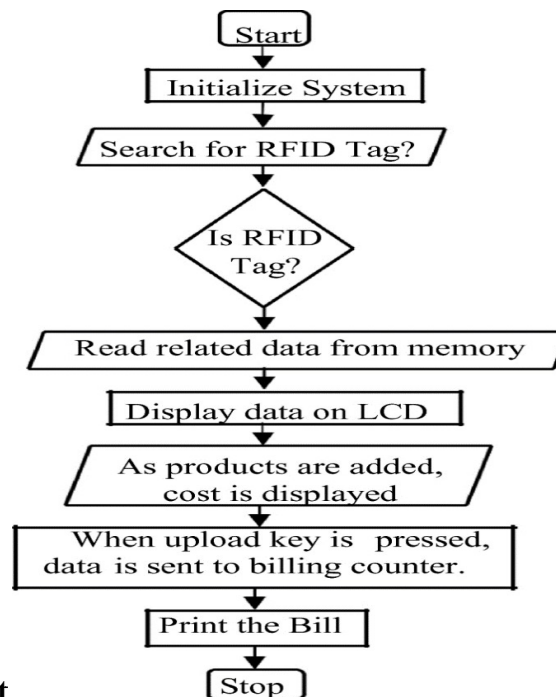 Start
Initialize System
Search for RFID Tag?
Is RFID
Tag?
Read related data from memory
Display data on LCD
As products are added,
cost is displayed
When upload key is pressed,
data is sent to billing counter.
Print the Bill
Stop